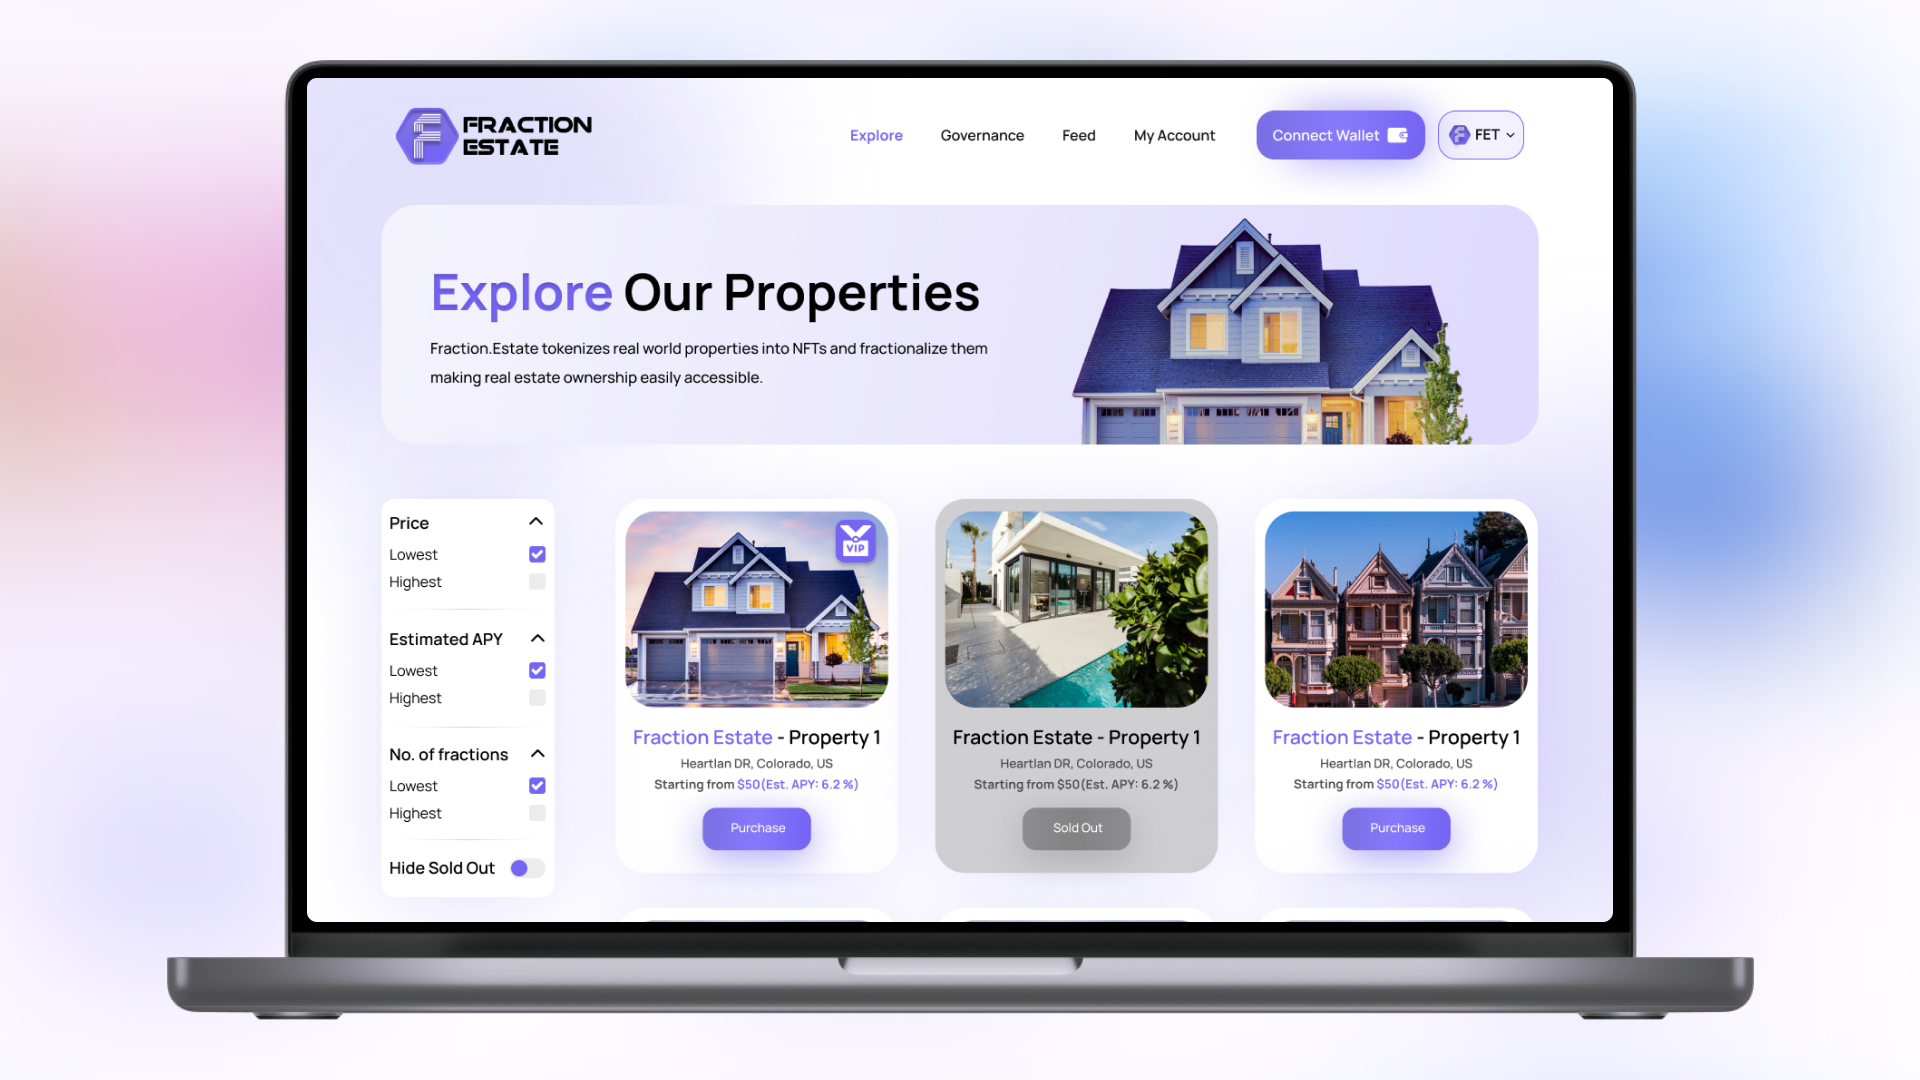 FRACTION
ESTATE
Explore
Governance
Feed
My Account
Connect Wallet
FET
Explore Our Properties
Fraction.Estate tokenizes real world properties into NFTs and fractionalize them
making real estate ownership easily accessible.
Price
Lowest
Highest
Estimated APY
Lowest
Highest
No. of fractions
Lowest
Highest
Hide Sold Out
VIP
Fraction Estate - Property 1
Heartlan DR, Colorado, US
Starting from $50(Est. APY: 6.2 %)
Purchase
Fraction Estate - Property 1
Heartlan DR, Colorado, US
Starting from $50(Est. APY: 6.2 %)
Sold Out
Fraction Estate - Property 1
Heartlan DR, Colorado, US
Starting from $50(Est. APY: 6.2 %)
Purchase